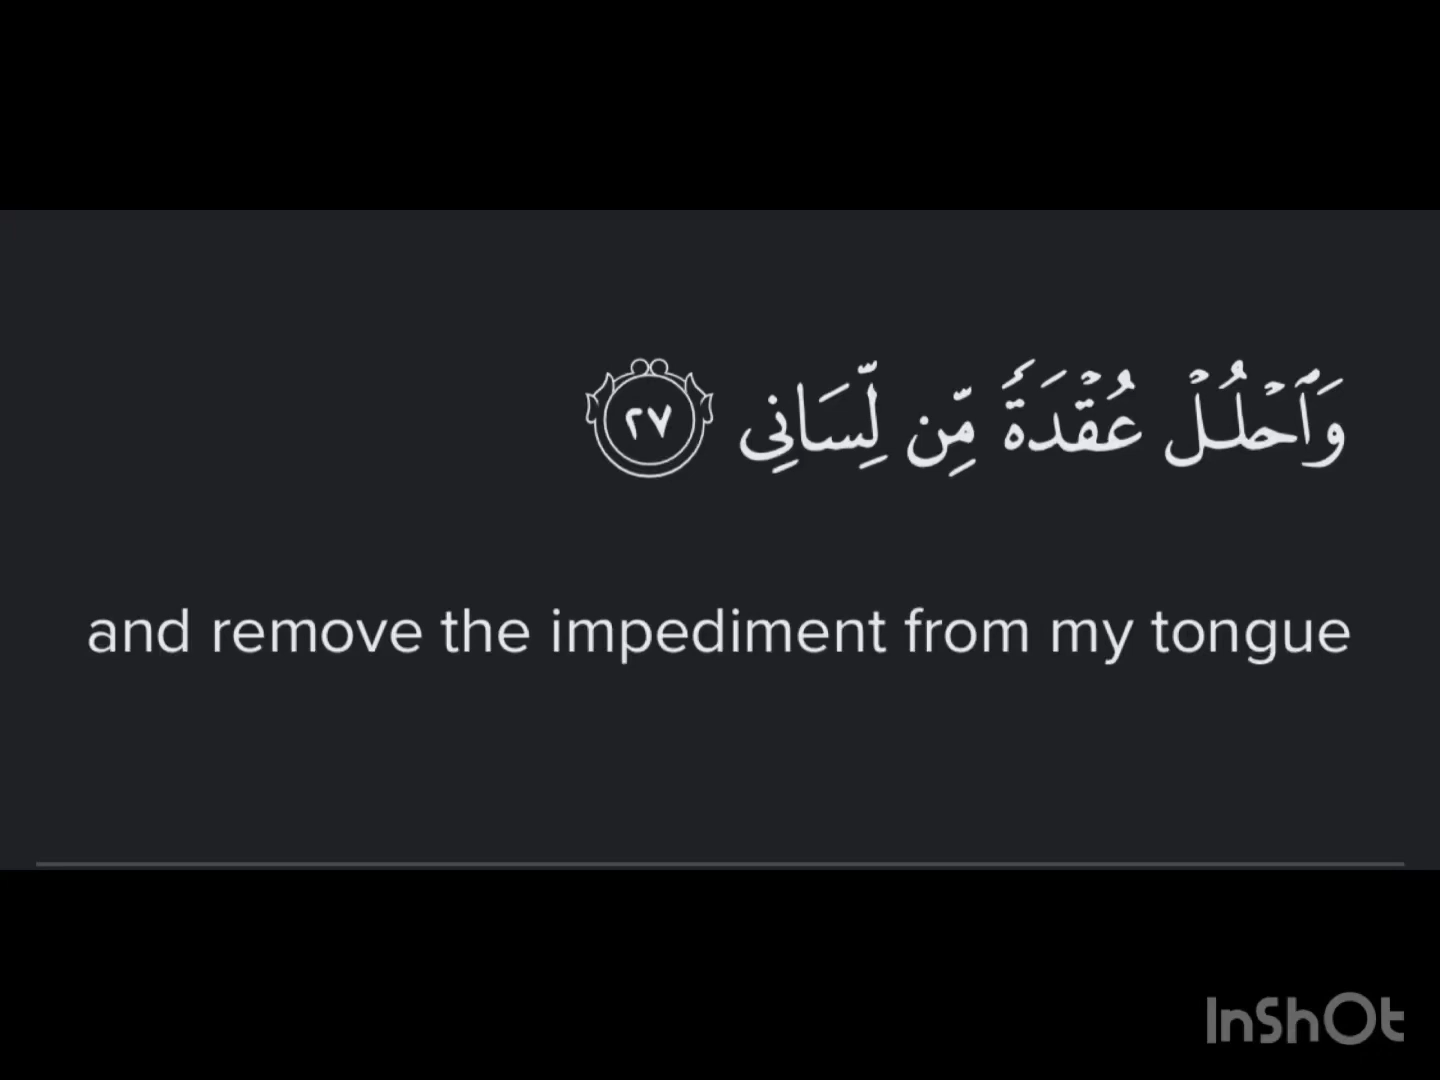 وَٱحۡلُلۡ عُقۡدَةٗ مِّن لِّسَانِي ٢٧
and remove the impediment from my tongue
InShOt